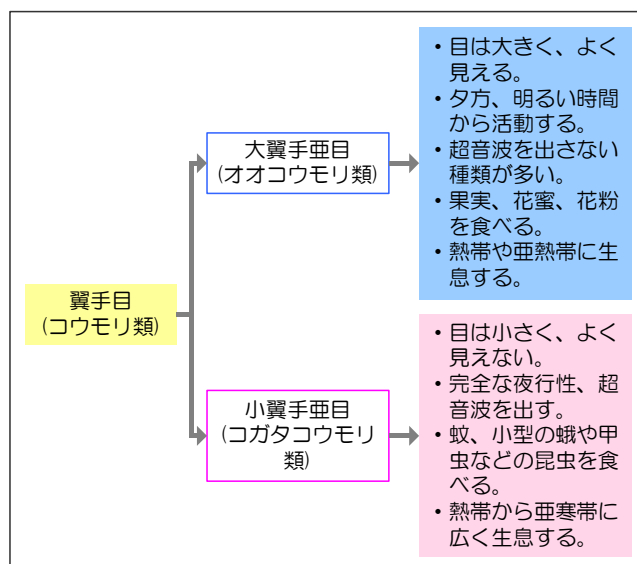 翼手目
(コウモリ類)
大翼手亜目
(オオコウモリ類)
・目は大きく、よく
見える。
・夕方、明るい時間
から活動する。
・超音波を出さない
種類が多い。
・果実、花蜜、花粉
を食べる。
・熱帯や亜熱帯に生
息する。
小翼手亜目
(コガタコウモリ
類)
・目は小さく、よく
見えない。
・完全な夜行性、超
音波を出す。
・蚊、小型の蛾や甲
虫などの昆虫を食
べる。
・熱帯から亜寒帯に
広く生息する。